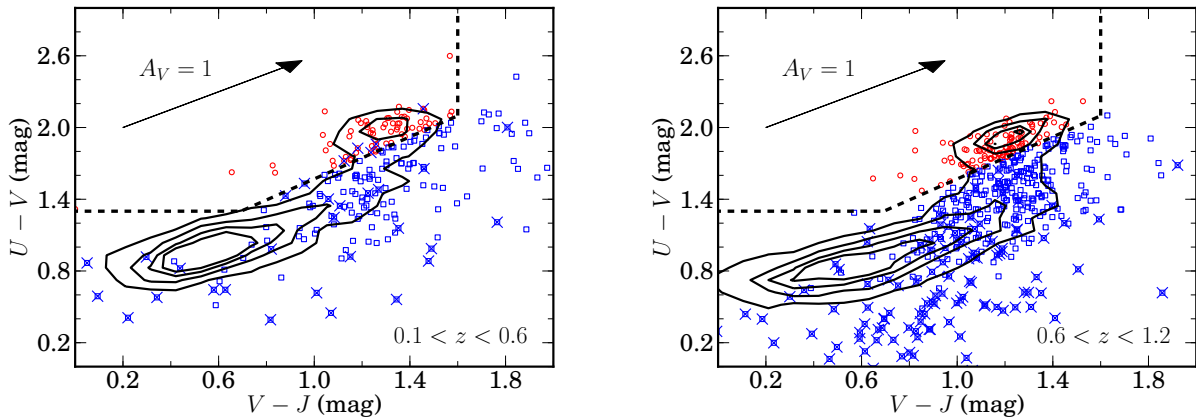 2.6
2.0
1.4
0.8
0.2
U − V (mag)
A_V = 1
0.1 < z < 0.6
0.2 0.6 1.0 1.4 1.8
V − J (mag)
2.6
2.0
1.4
0.8
0.2
U − V (mag)
A_V = 1
0.6 < z < 1.2
0.2 0.6 1.0 1.4 1.8
V − J (mag)